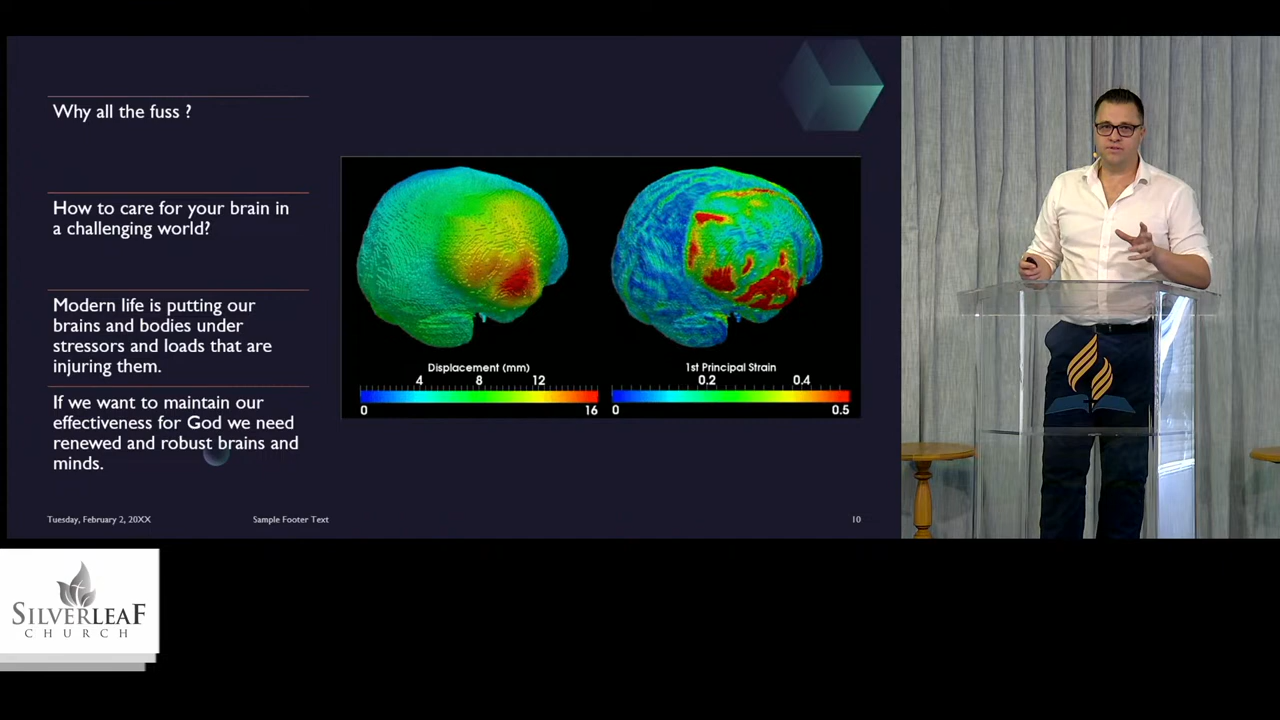 Why all the fuss ?
How to care for your brain in
a challenging world?
Modern life is putting our
brains and bodies under
stressors and loads that are
injuring them.
If we want to maintain our
effectiveness for God we need
renewed and robust brains and
minds.
Displacement (mm)
4 8 12
0 16
1st Principal Strain
0.2 0.4
0 0.5
Tuesday, February 2, 20XX
Sample Footer Text
10
SILVERLEAF
CHURCH